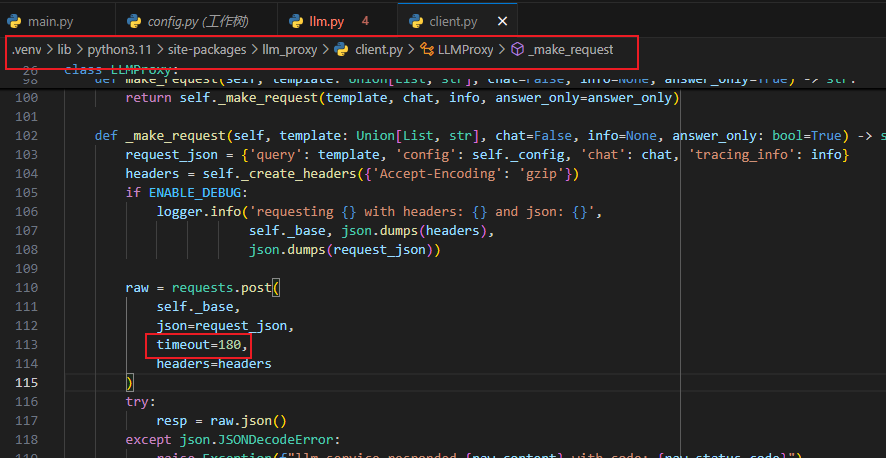 main.py config.py (工作树) llm.py 4 client.py ×
.venv > lib > python3.11 > site-packages > llm_proxy > client.py > LLMProxy > _make_request
26 class LLMProxy:
98 def make_request(self, template: Union[List, str], chat=False, info=None, answer_only=True) -> str:
100 return self._make_request(template, chat, info, answer_only=answer_only)
101
102 def _make_request(self, template: Union[List, str], chat=False, info=None, answer_only: bool=True) -> s
103 request_json = {'query': template, 'config': self._config, 'chat': chat, 'tracing_info': info}
104 headers = self._create_headers({'Accept-Encoding': 'gzip'})
105 if ENABLE_DEBUG:
106 logger.info('requesting {} with headers: {} and json: {}',
107 self._base, json.dumps(headers),
108 json.dumps(request_json))
109
110 raw = requests.post(
111 self._base,
112 json=request_json,
113 timeout=180,
114 headers=headers
115 )
116 try:
117 resp = raw.json()
118 except json.JSONDecodeError:
119 raise Exception(f"llm service responded {raw.content} with code: {raw.status_code}")